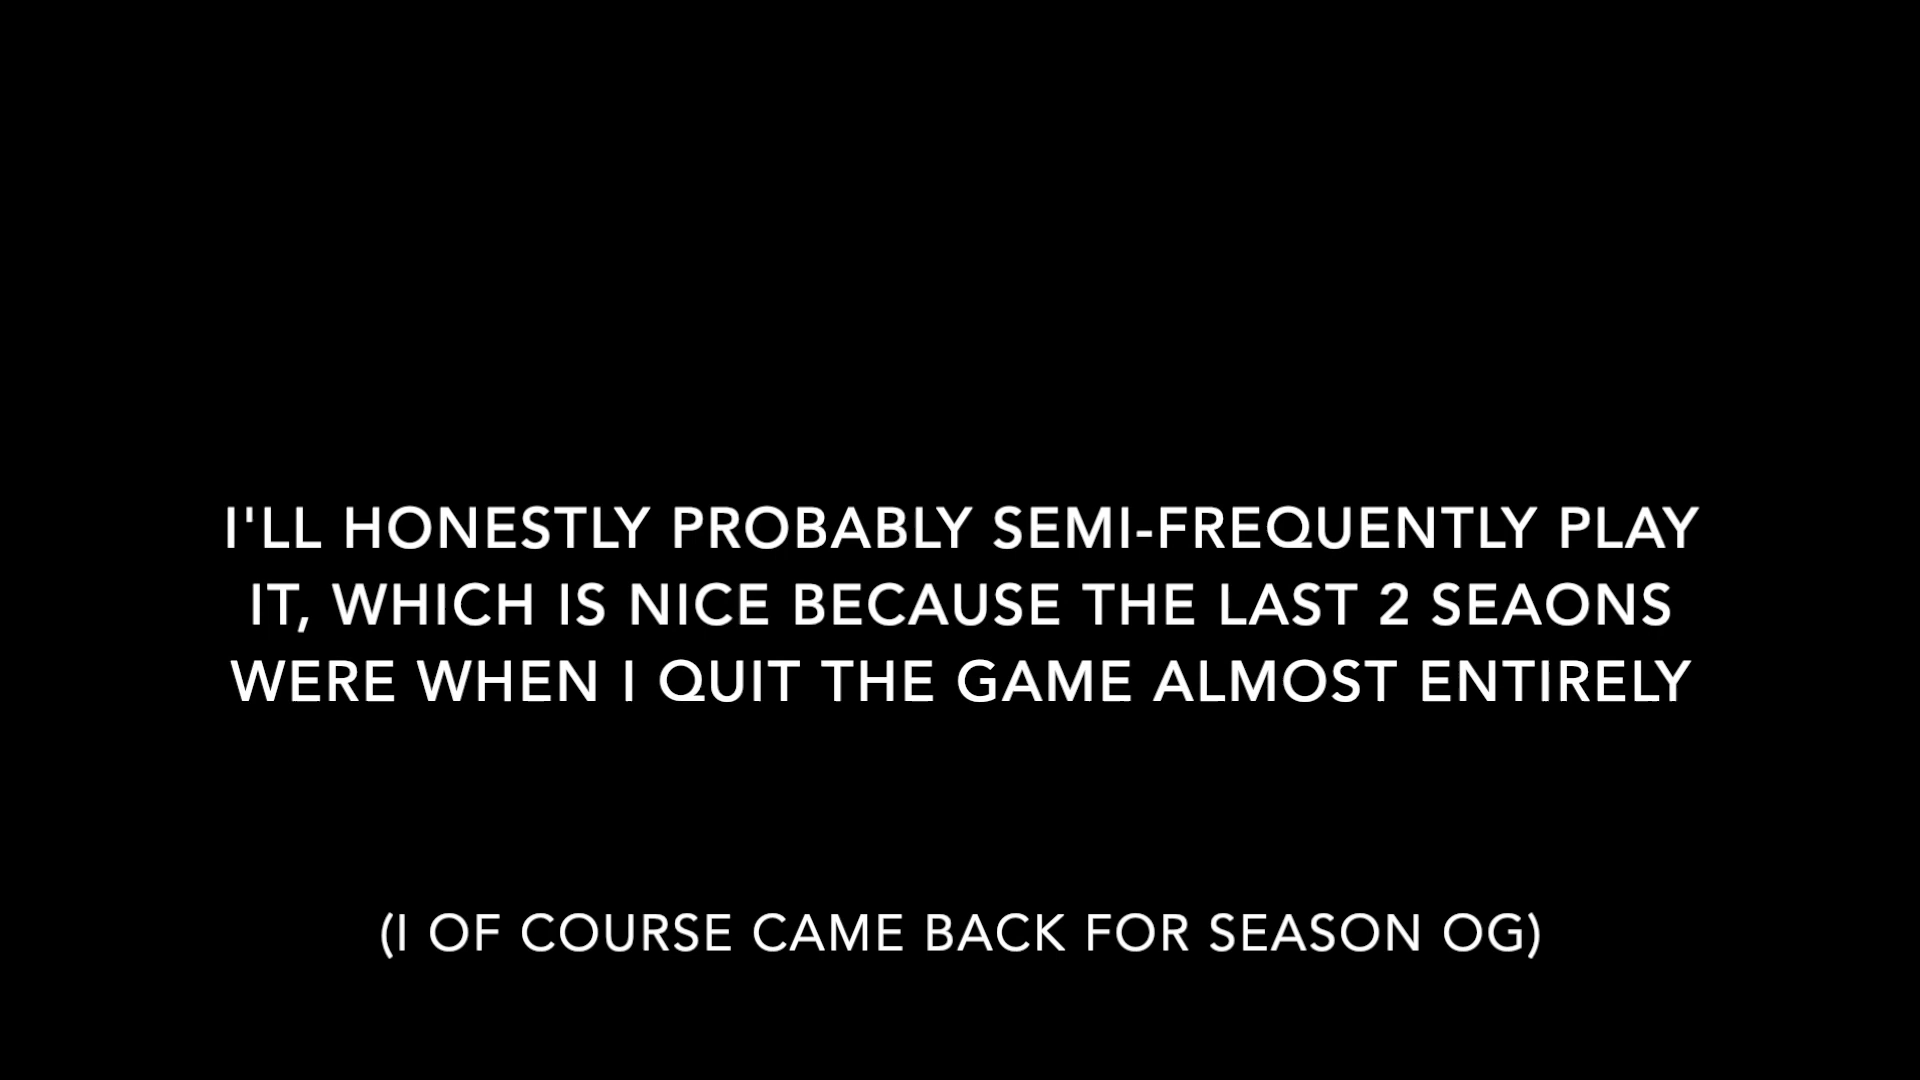 I'LL HONESTLY PROBABLY SEMI-FREQUENTLY PLAY
IT, WHICH IS NICE BECAUSE THE LAST 2 SEAONS
WERE WHEN I QUIT THE GAME ALMOST ENTIRELY
(I OF COURSE CAME BACK FOR SEASON OG)